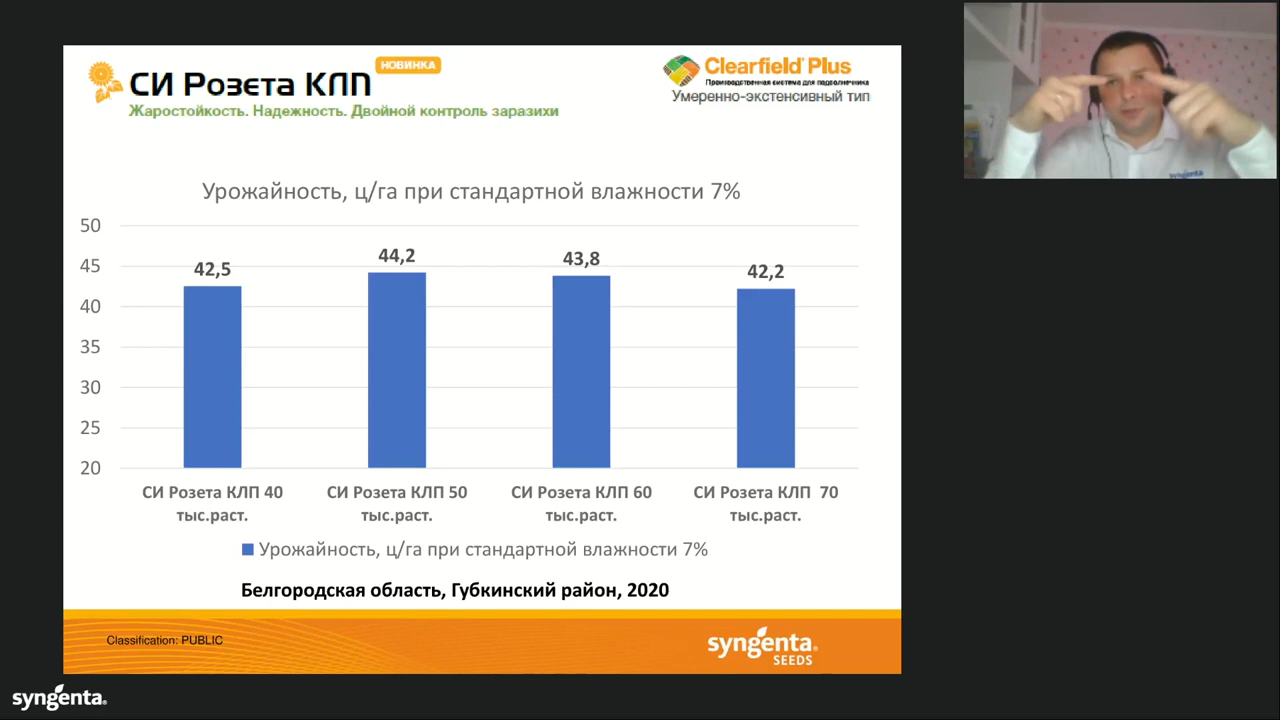 СИ Розета КЛП
НОВИНКА
Жаростойкость. Надежность. Двойной контроль заразихи
Clearfield® Plus
Производственная система для подсолнечника
Умеренно-экстенсивный тип
syngenta
Урожайность, ц/га при стандартной влажности 7%
50
45
40
35
30
25
20
42,5
44,2
43,8
42,2
СИ Розета КЛП 40
тыс.раст.
СИ Розета КЛП 50
тыс.раст.
СИ Розета КЛП 60
тыс.раст.
СИ Розета КЛП 70
тыс.раст.
Урожайность, ц/га при стандартной влажности 7%
Белгородская область, Губкинский район, 2020
Classification: PUBLIC
syngenta®
SEEDS
syngenta®